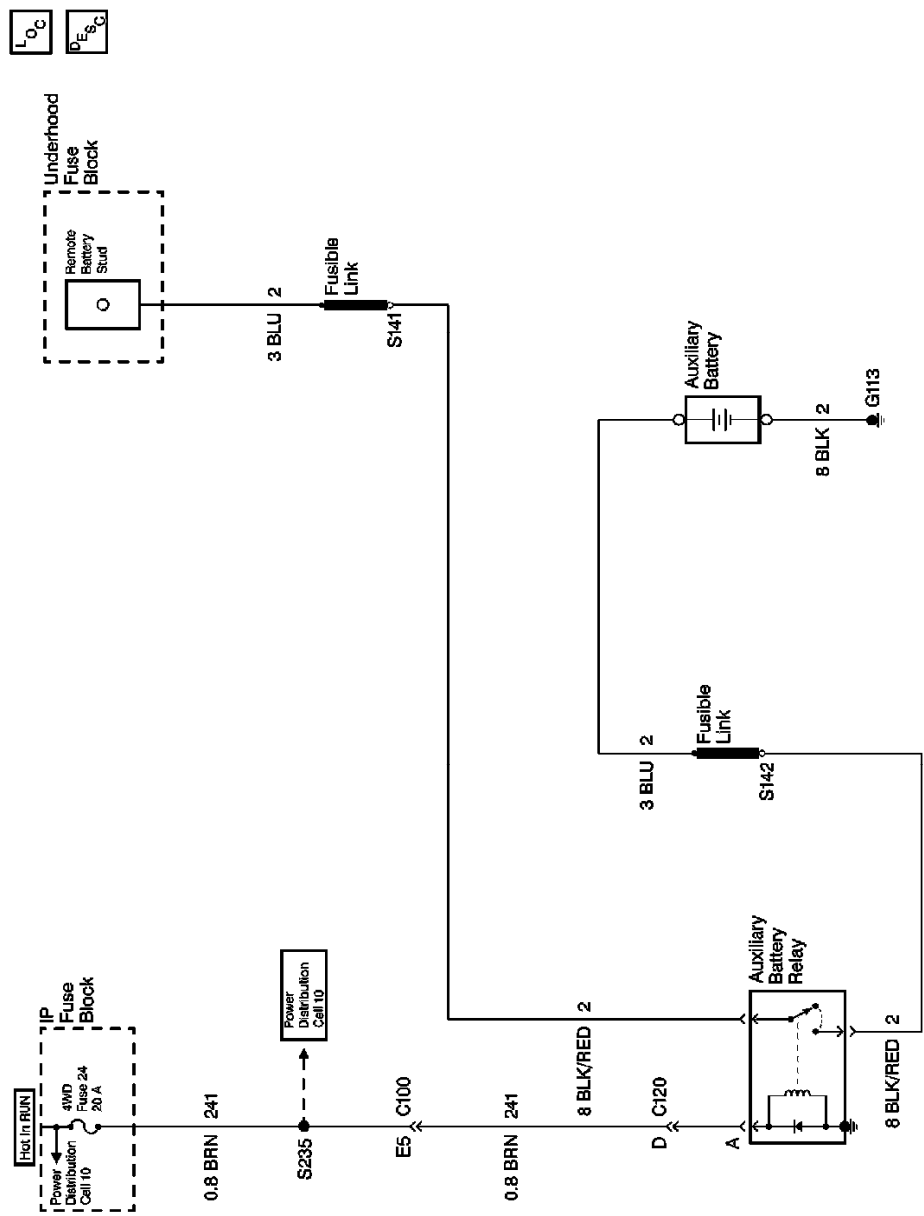 LOC
DESC
Underhood
Fuse
Block
Remote
Battery
Stud
3 BLU 2
Fusible
Link
S141
Auxiliary
Battery
8 BLK 2
G113
3 BLU 2
Fusible
Link
S142
Hot In RUN
IP
Fuse
Block
Power
Distribution
Cell 10
4WD
Fuse 24
20 A
0.8 BRN 241
S235
Power
Distribution
Cell 10
E5 C100
0.8 BRN 241
8 BLK/RED 2
D C120
A
Auxiliary
Battery
Relay
8 BLK/RED 2